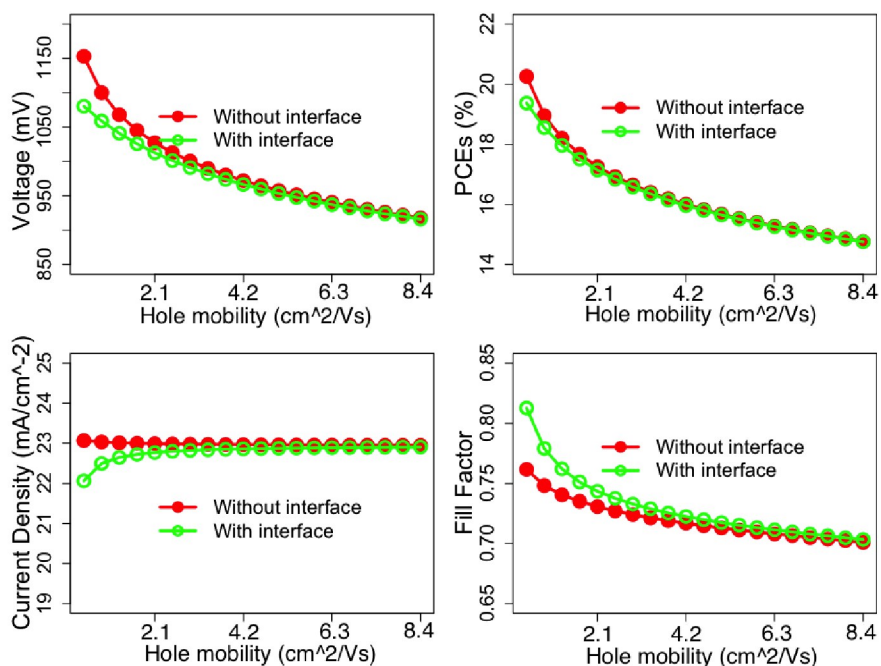 Voltage (mV)
850 950 1050 1150
Without interface
With interface
2.1 4.2 6.3 8.4
Hole mobility (cm^2/Vs)
PCEs (%)
14 16 18 20 22
Without interface
With interface
2.1 4.2 6.3 8.4
Hole mobility (cm^2/Vs)
Current Density (mA/cm^-2)
19 21 22 23 24 25
Without interface
With interface
2.1 4.2 6.3 8.4
Hole mobility (cm^2/Vs)
Fill Factor
0.65 0.70 0.75 0.80 0.85
Without interface
With interface
2.1 4.2 6.3 8.4
Hole mobility (cm^2/Vs)